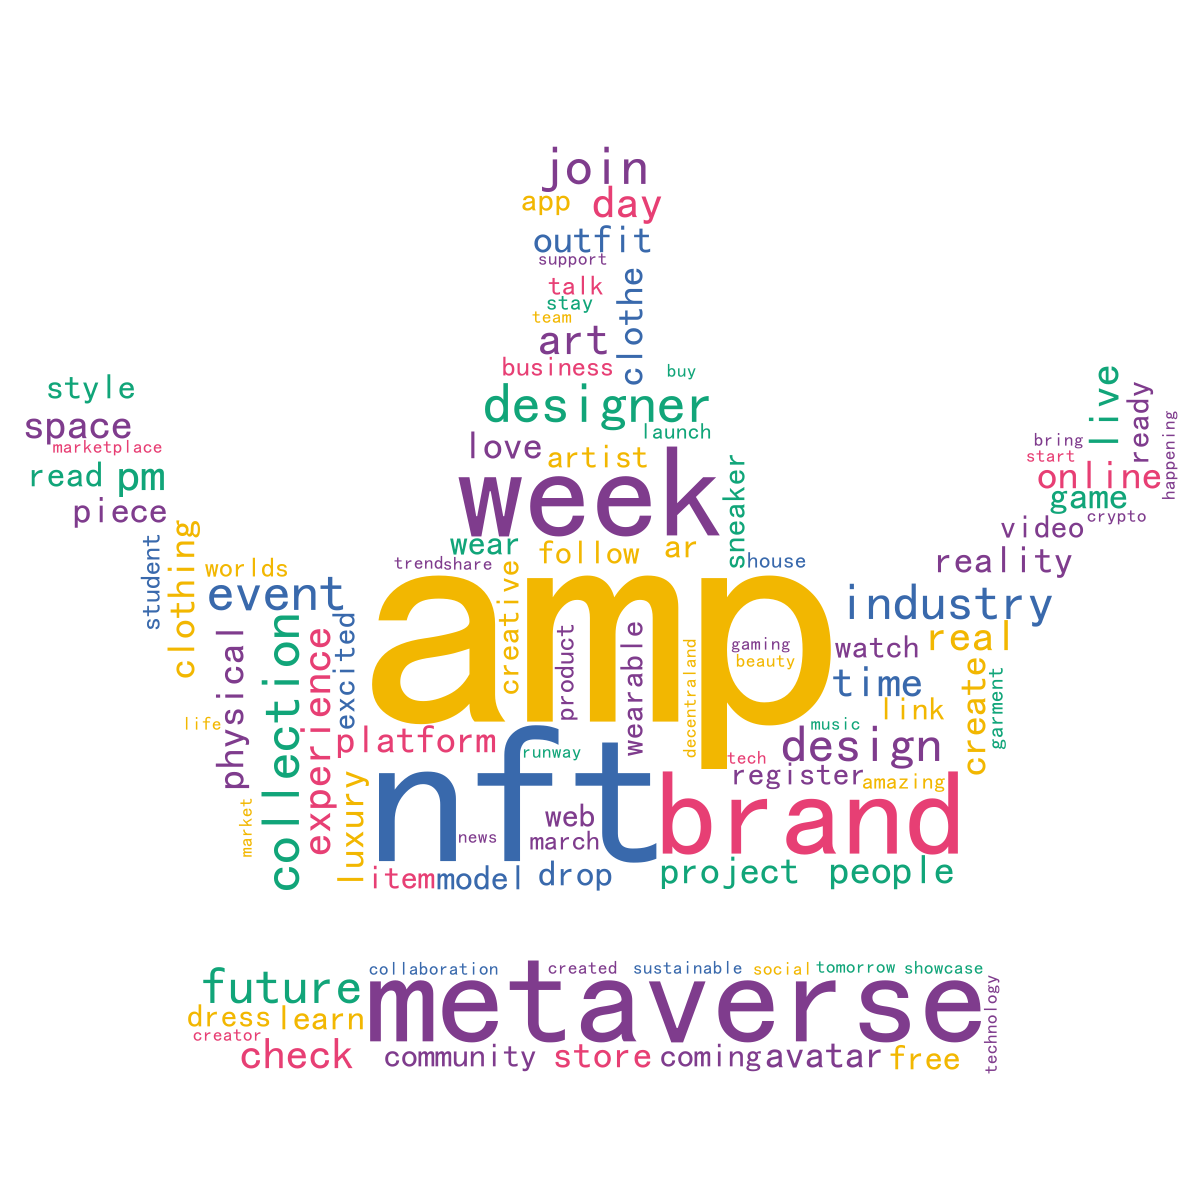 join
app
day
outfit
support
talk
stay
team
clothe
art
business
buy
designer
launch
love
artist
week
sneaker
wear
follow
ar
house
trendshare
style
space
marketplace
read
pm
piece
student
clothing
worlds
event
live
ready
happening
bring
start
online
game
crypto
video
reality
industry
amp
creative
product
wearable
decentraland
gaming
beauty
watch
real
time
create
garment
link
music
design
tech
register
amazing
physical
collection
experience
excited
life
platform
market
luxury
runway
nft
news
web
march
brand
item
model
drop
project
people
future
collaboration
created
sustainable
social
tomorrow
showcase
metaverse
technology
dress
learn
creator
check
community
store
coming
avatar
free